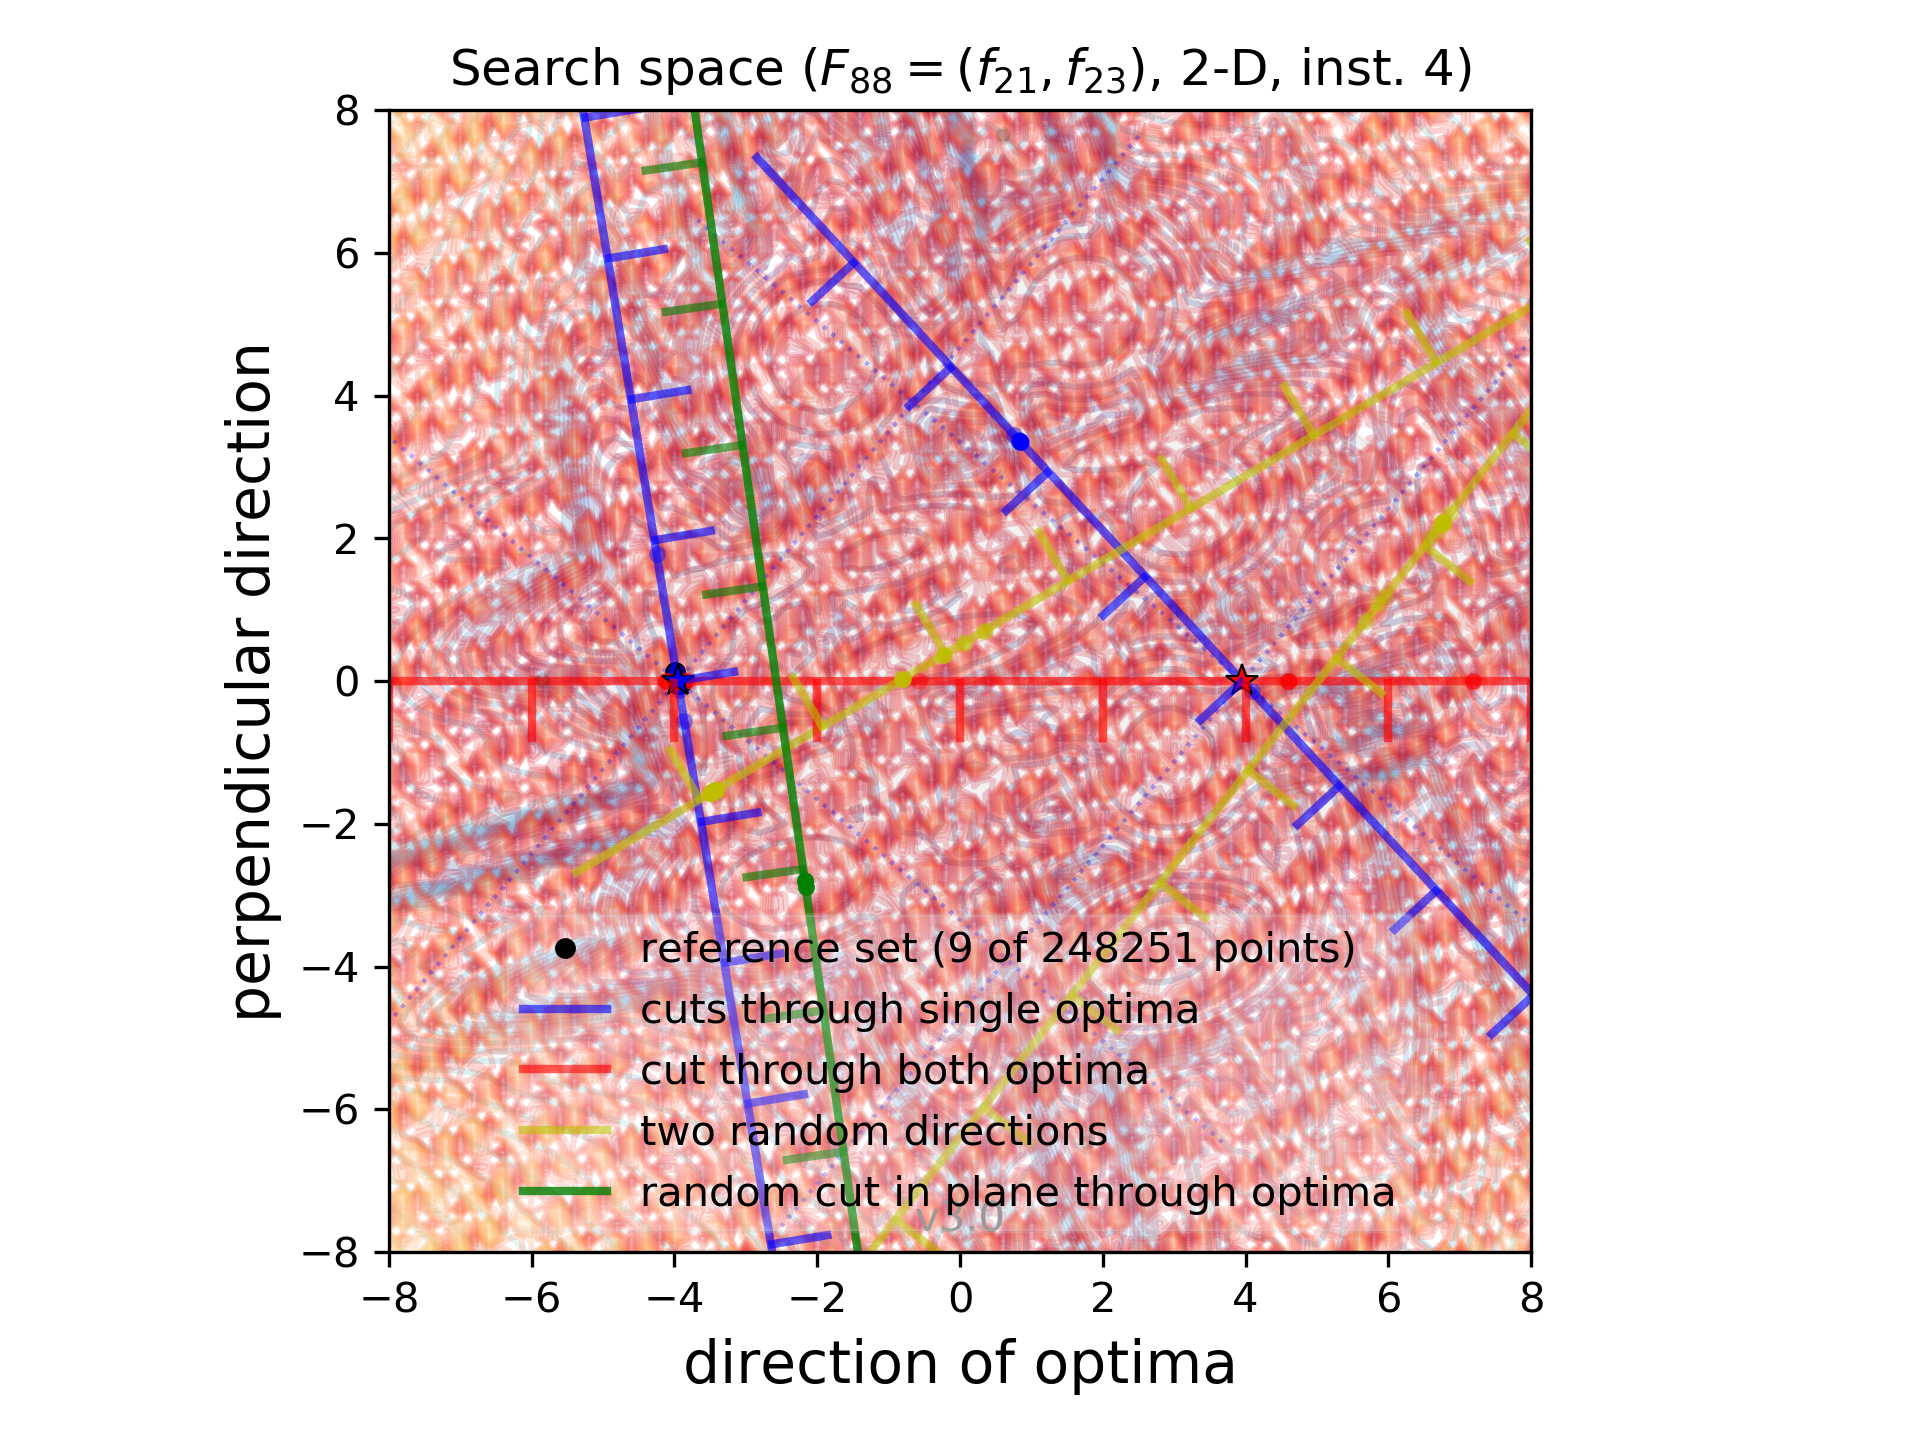 Search space (F88 = (f21, f23), 2-D, inst. 4)
perpendicular direction
8
6
4
2
0
−2
−4
−6
−8
reference set (9 of 248251 points)
cuts through single optima
cut through both optima
two random directions
random cut in plane through optima
v3.0
−8 −6 −4 −2 0 2 4 6 8
direction of optima